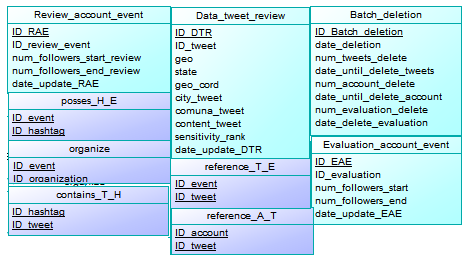 Review_account_event
ID_RAE
ID_review_event
num_followers_start_review
num_followers_end_review
date_update_RAE
posses_H_E
ID_event
ID_hashtag
organize
ID_event
ID_orionization
contains_T_H
ID_hashtag
ID_tweet
Data_tweet_review
ID_DTR
ID_tweet
geo
state
geo_cord
city_tweet
comuna_tweet
content_tweet
sensitivity_rank
date_update_DTR
reference_T_E
ID_event
ID_tweet
reference_A_T
ID_account
ID_tweet
Batch_deletion
ID_Batch_deletion
date_deletion
num_tweets_delete
date_until_delete_tweets
num_account_delete
date_until_delete_account
num_evaluation_delete
date_delete_evaluation
Evaluation_account_event
ID_EAE
ID_evaluation
num_followers_start
num_followers_end
date_update_EAE